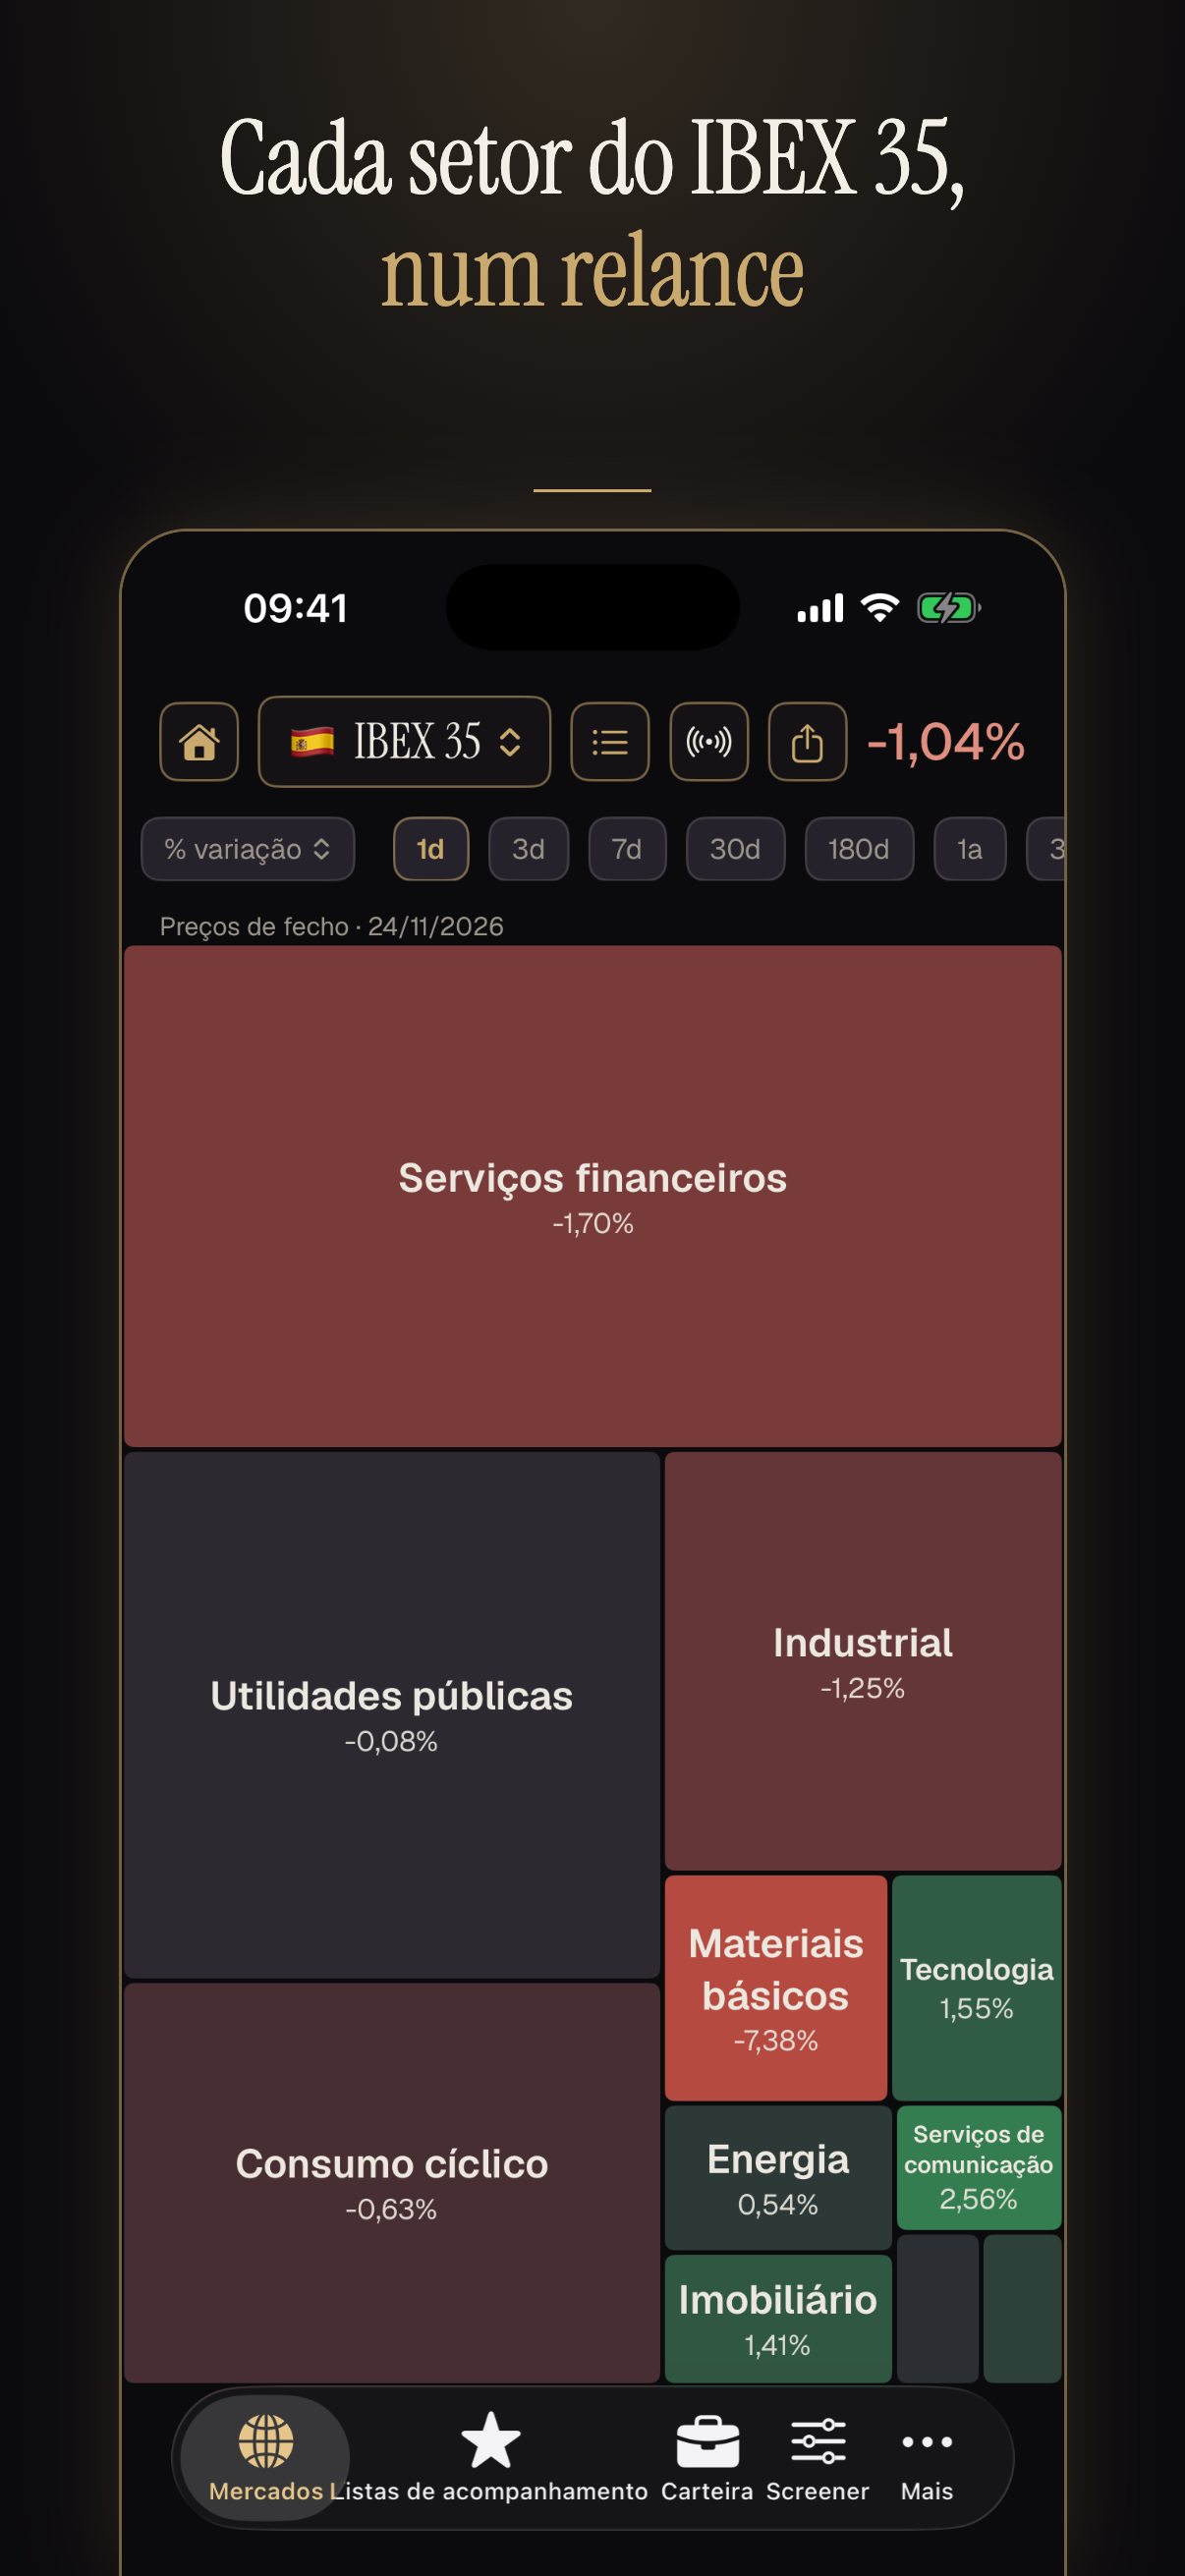 Cada setor do IBEX 35,
num relance
09:41
IBEX 35
-1,04%
% variação
1d
3d
7d
30d
180d
1a
Preços de fecho · 24/11/2026
Serviços financeiros
-1,70%
Utilidades públicas
-0,08%
Industrial
-1,25%
Materiais
básicos
-7,38%
Tecnologia
1,55%
Consumo cíclico
-0,63%
Energia
0,54%
Serviços de
comunicação
2,56%
Imobiliário
1,41%
Mercados
Listas de acompanhamento
Carteira
Screener
Mais